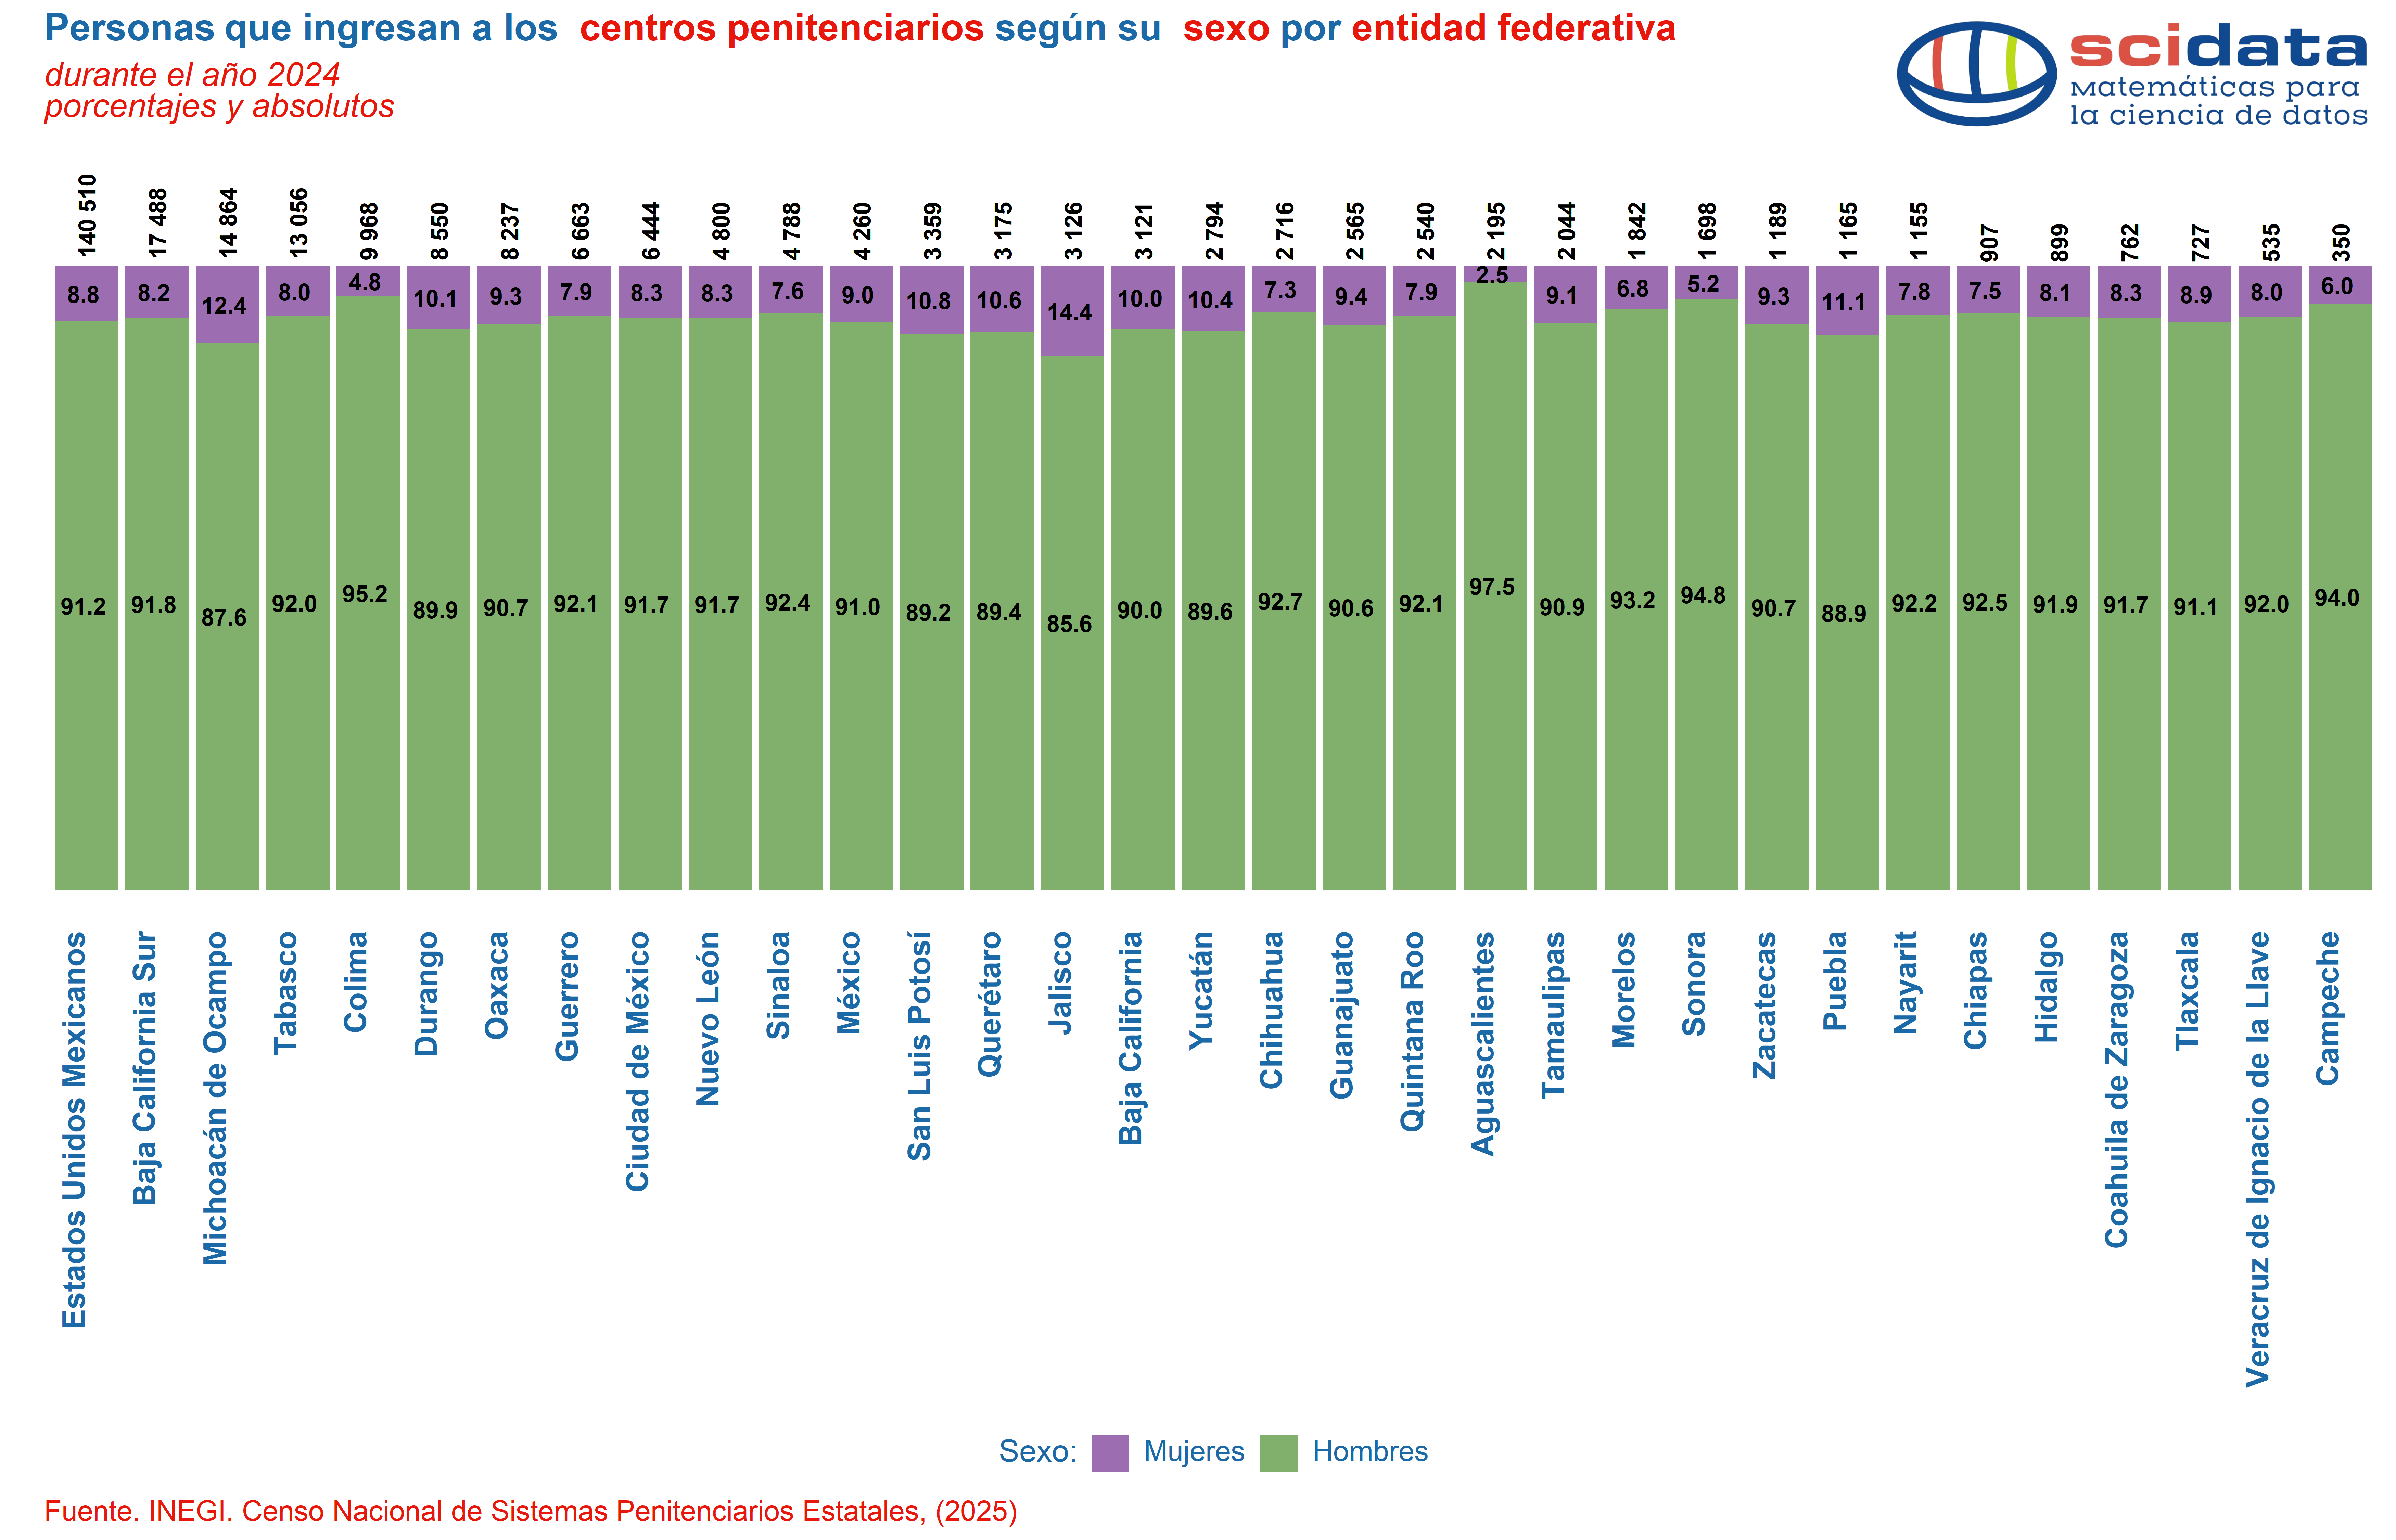 Personas que ingresan a los centros penitenciarios según su sexo por entidad federativa
durante el año 2024
porcentajes y absolutos
scidata
Matemáticas para
la ciencia de datos
140 510
17 488
14 864
13 056
9 968
8 550
8 237
6 663
6 444
4 800
4 788
4 260
3 359
3 175
3 126
3 121
2 794
2 716
2 565
2 540
2 195
2 044
1 842
1 698
1 189
1 165
1 155
907
899
762
727
535
350
8.8
8.2
12.4
8.0
4.8
10.1
9.3
7.9
8.3
8.3
7.6
9.0
10.8
10.6
14.4
10.0
10.4
7.3
9.4
7.9
2.5
9.1
6.8
5.2
9.3
11.1
7.8
7.5
8.1
8.3
8.9
8.0
6.0
91.2
91.8
87.6
92.0
95.2
89.9
90.7
92.1
91.7
91.7
92.4
91.0
89.2
89.4
85.6
90.0
89.6
92.7
90.6
92.1
97.5
90.9
93.2
94.8
90.7
88.9
92.2
92.5
91.9
91.7
91.1
92.0
94.0
Estados Unidos Mexicanos
Baja California Sur
Michoacán de Ocampo
Tabasco
Colima
Durango
Oaxaca
Guerrero
Ciudad de México
Nuevo León
Sinaloa
México
San Luis Potosí
Querétaro
Jalisco
Baja California
Yucatán
Chihuahua
Guanajuato
Quintana Roo
Aguascalientes
Tamaulipas
Morelos
Sonora
Zacatecas
Puebla
Nayarit
Chiapas
Hidalgo
Coahuila de Zaragoza
Tlaxcala
Veracruz de Ignacio de la Llave
Campeche
Sexo: Mujeres Hombres
Fuente. INEGI. Censo Nacional de Sistemas Penitenciarios Estatales, (2025)